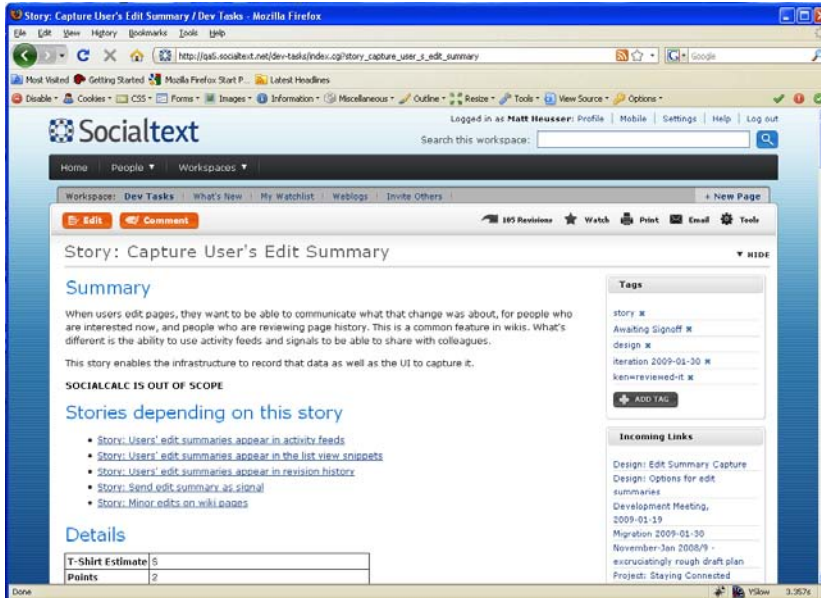 Story: Capture User's Edit Summary / Dev Tasks - Mozilla Firefox
File Edit View History Bookmarks Tools Help
http://qa5.socialtext.net/dev-tasks/index.cgi?story_capture_user_s_edit_summary
Google
Most Visited Getting Started Mozilla Firefox Start P... Latest Headlines
Disable Cookies CSS Forms Images Information Miscellaneous Outline Resize Tools View Source Options
Socialtext
Logged in as Matt Heusser: Profile | Mobile | Settings | Help | Log out
Search this workspace:
Home People ▼ Workspaces ▼
Workspace: Dev Tasks | What's New | My Watchlist | Weblogs | Invite Others
+ New Page
Edit Comment
105 Revisions Watch Print Email Tools
Story: Capture User's Edit Summary
▼ HIDE
Summary
When users edit pages, they want to be able to communicate what that change was about, for people who
are interested now, and people who are reviewing page history. This is a common feature in wikis. What's
different is the ability to use activity feeds and signals to be able to share with colleagues.
This story enables the infrastructure to record that data as well as the UI to capture it.
SOCIALCALC IS OUT OF SCOPE
Stories depending on this story
• Story: Users' edit summaries appear in activity feeds
• Story: Users' edit summaries appear in the list view snippets
• Story: Users' edit summaries appear in revision history
• Story: Send edit summary as signal
• Story: Minor edits on wiki pages
Details
T-Shirt Estimate S
Points 2
Tags
story x
Awaiting Signoff x
design x
iteration 2009-01-30 x
ken=reviewed-it x
ADD TAG
Incoming Links
Design: Edit Summary Capture
Design: Options for edit
summaries
Development Meeting,
2009-01-19
Migration 2009-01-30
November-Jan 2008/9 -
excruciatingly rough draft plan
Project: Staying Connected
Done
YSlow 3.357s